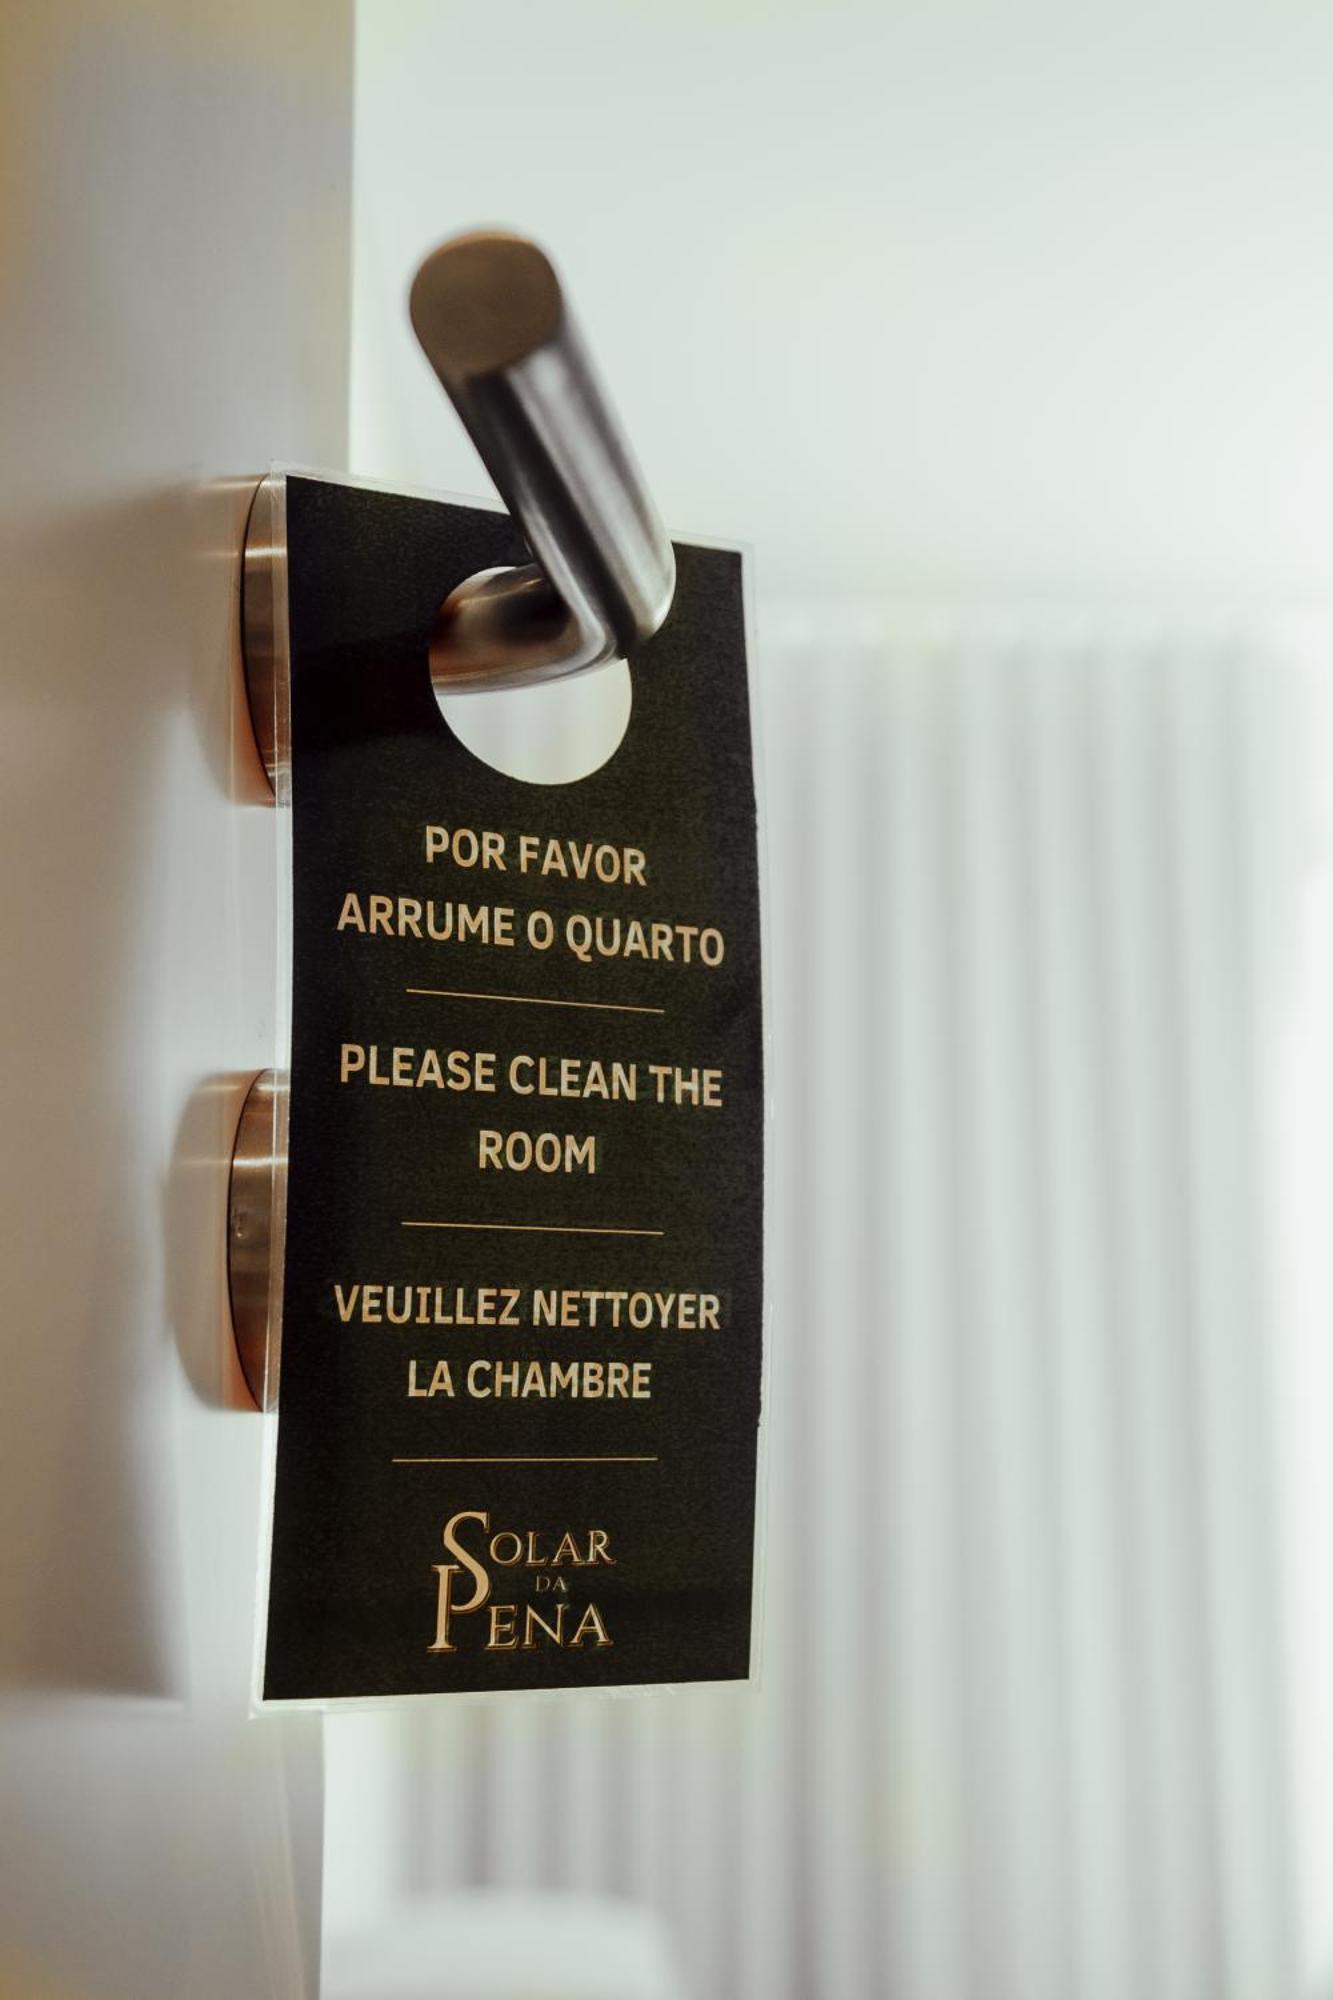 POR FAVOR
ARRUME O QUARTO
PLEASE CLEAN THE
ROOM
VEUILLEZ NETTOYER
LA CHAMBRE
SOLAR
DA
PENA